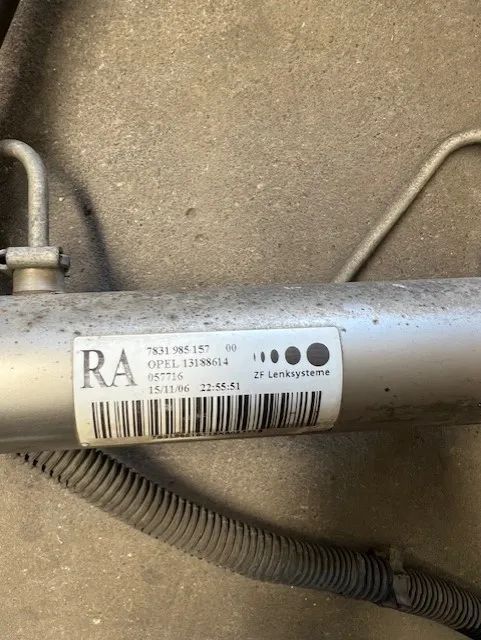 RA
7831 985 157 00
OPEL 13188614
057716
15/11/06 22:55:51
ZF Lenksysteme